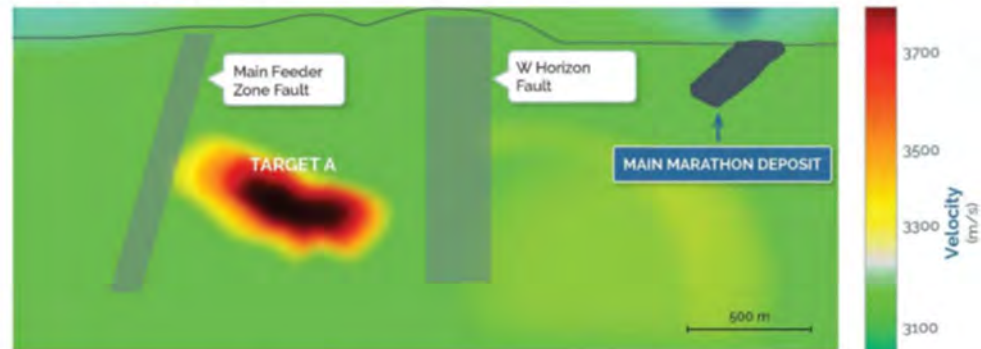 Main Feeder
Zone Fault
W Horizon
Fault
TARGET A
MAIN MARATHON DEPOSIT
500 m
3700
3500
3300
3100
Velocity
(m/s)